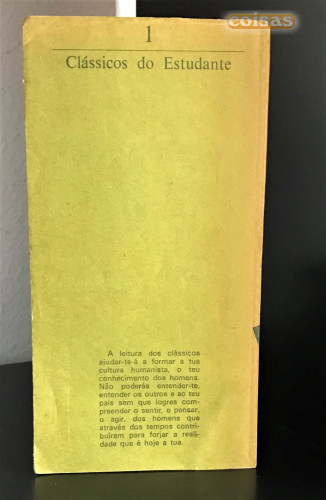 coisas
1
Clássicos do Estudante
A leitura dos clássicos
ajudar-te-á a formar a tua
cultura humanista, o teu
conhecimento dos homens.
Não poderás entender-te,
entender os outros e ao teu
país sem que logres com-
preender o sentir, o pensar,
o agir, dos homens que
através dos tempos contri-
buíram para forjar a reali-
dade que é hoje a tua.